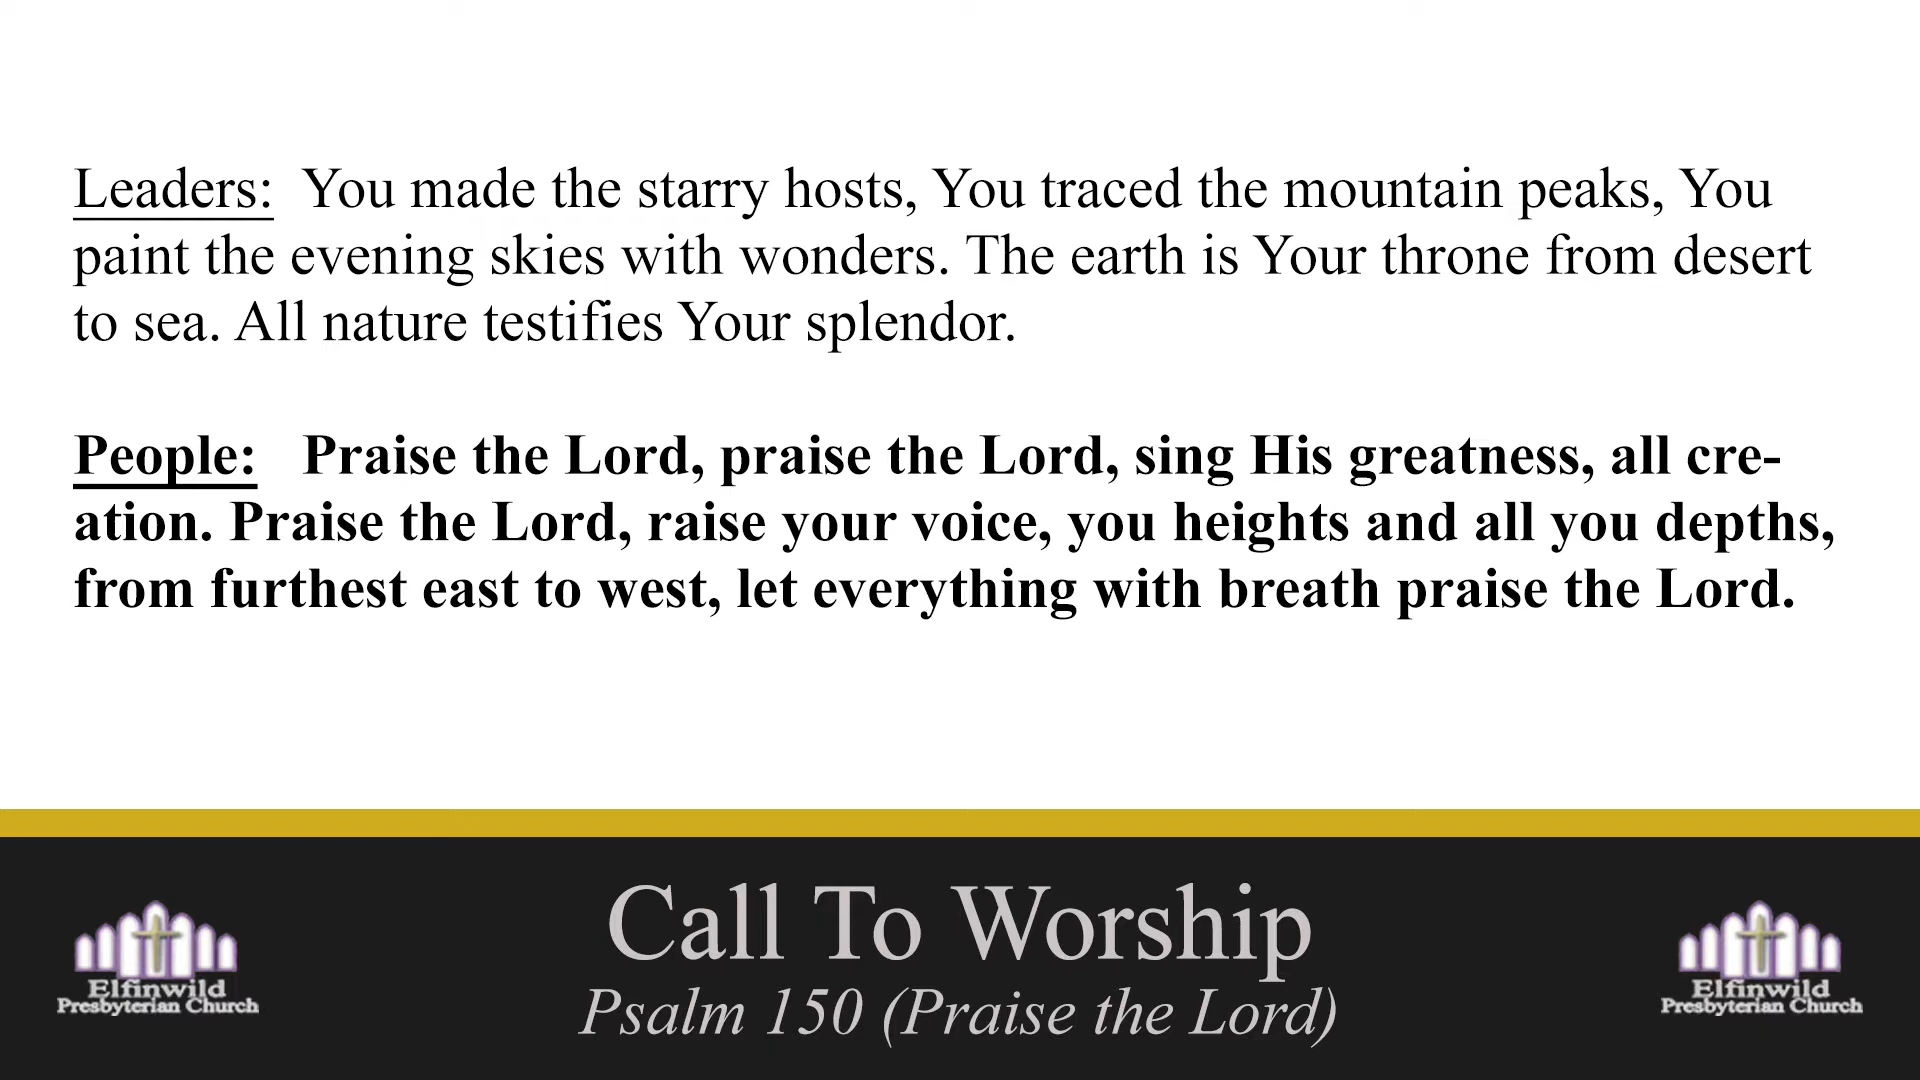 Leaders: You made the starry hosts, You traced the mountain peaks, You
paint the evening skies with wonders. The earth is Your throne from desert
to sea. All nature testifies Your splendor.
People: Praise the Lord, praise the Lord, sing His greatness, all cre-
ation. Praise the Lord, raise your voice, you heights and all you depths,
from furthest east to west, let everything with breath praise the Lord.
Call To Worship
Psalm 150 (Praise the Lord)
Elfinwild
Presbyterian Church
Elfinwild
Presbyterian Church